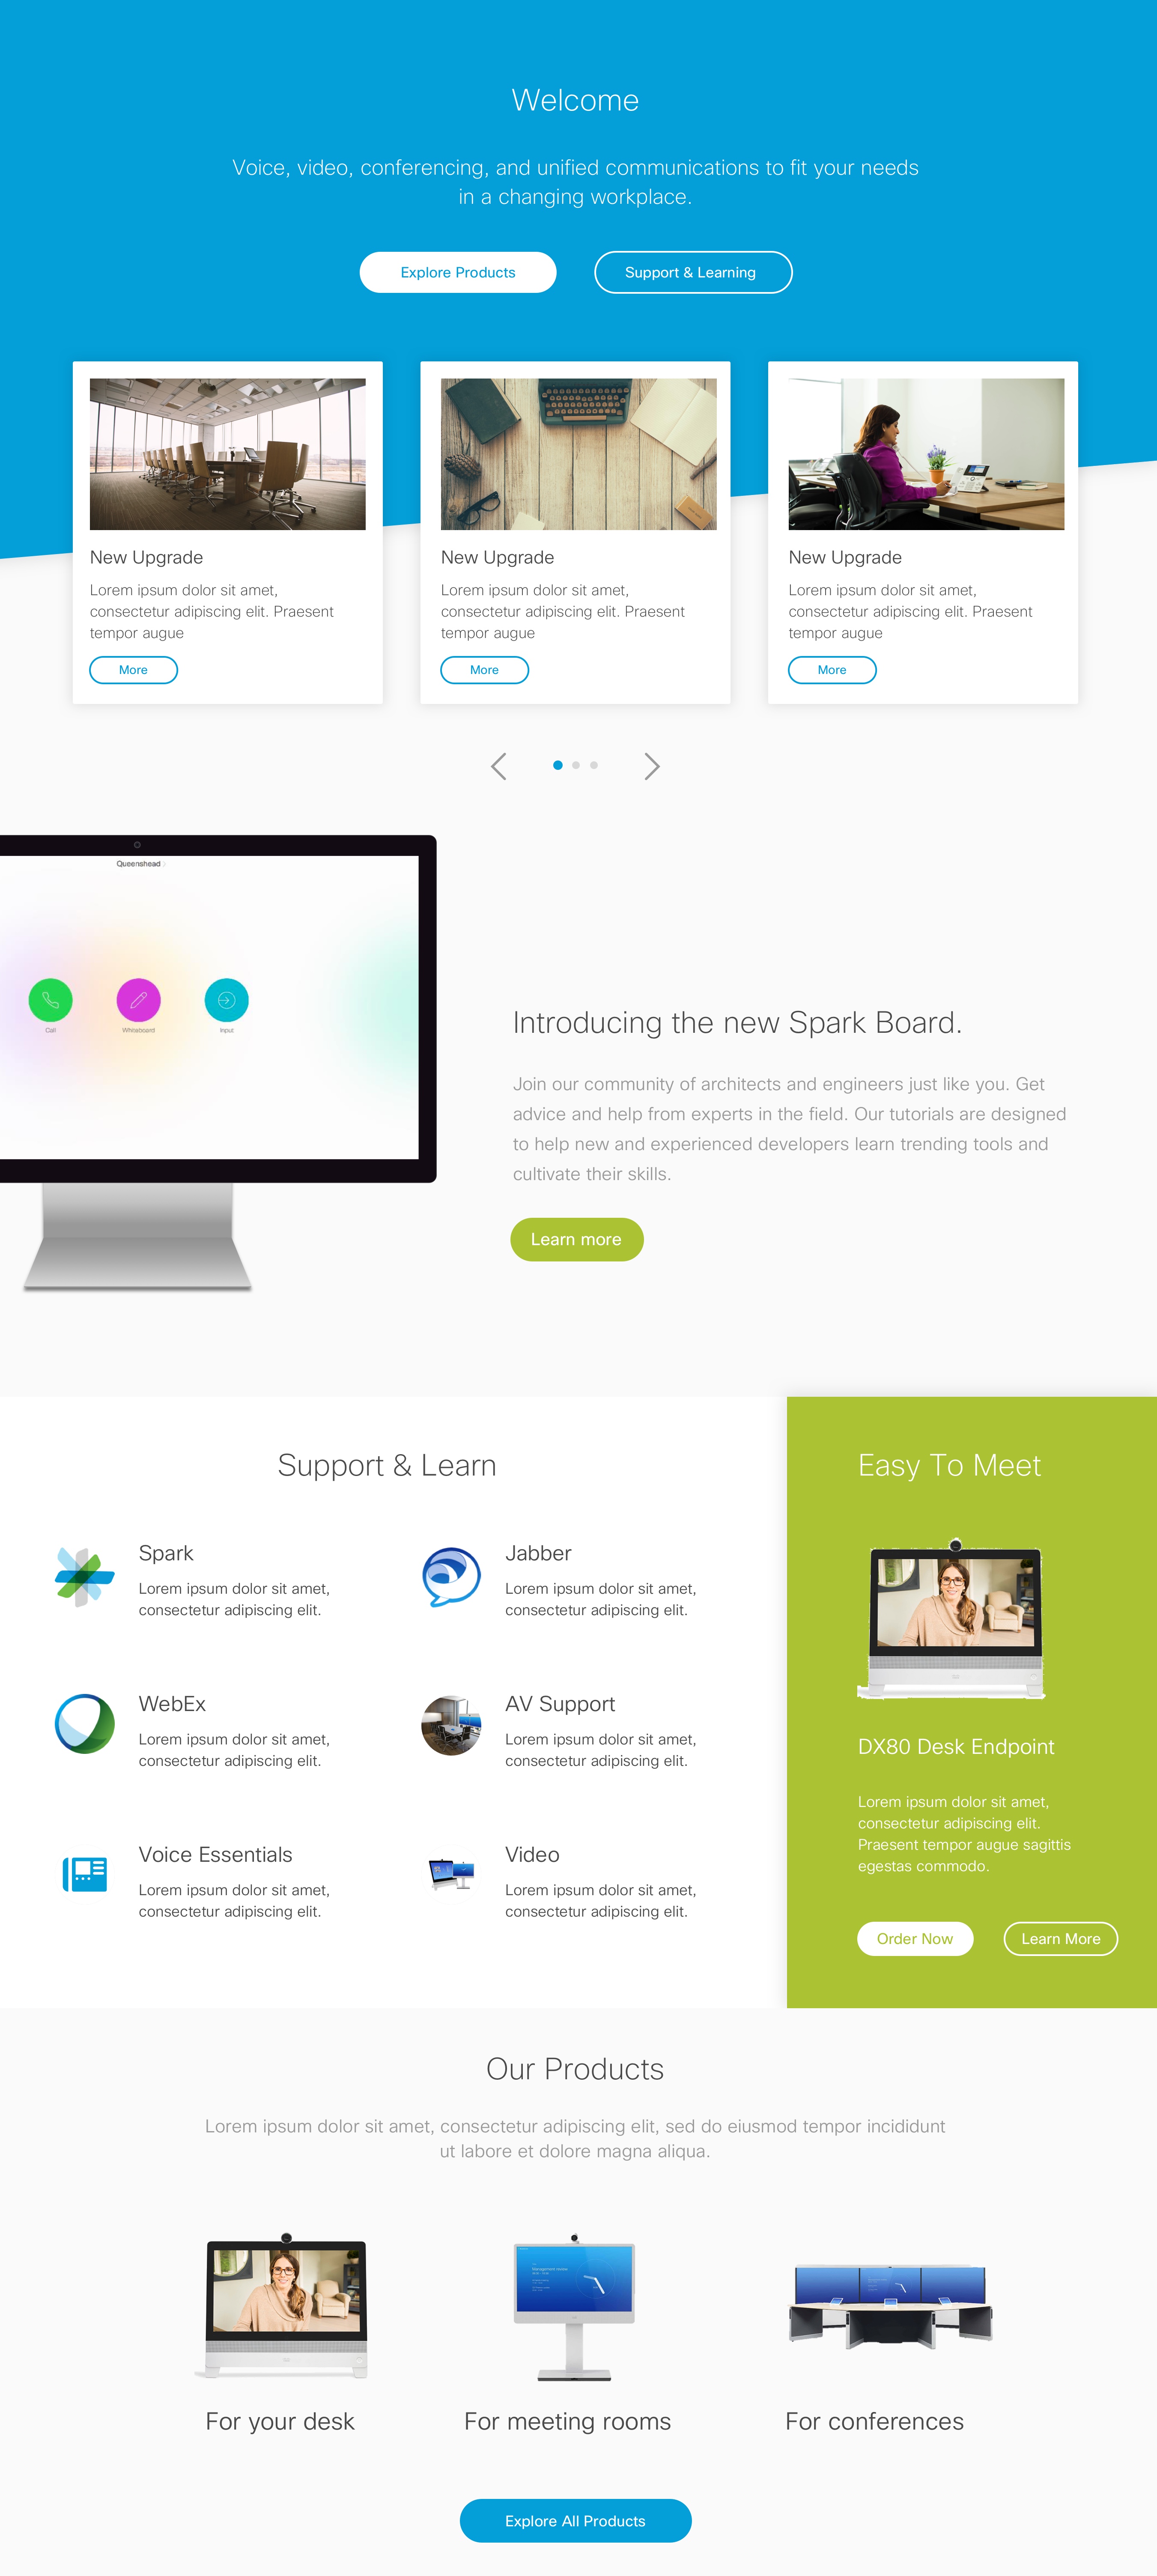 Welcome
Voice, video, conferencing, and unified communications to fit your needs
in a changing workplace.
Explore Products
Support & Learning
New Upgrade
Lorem ipsum dolor sit amet,
consectetur adipiscing elit. Praesent
tempor augue
More
New Upgrade
Lorem ipsum dolor sit amet,
consectetur adipiscing elit. Praesent
tempor augue
More
New Upgrade
Lorem ipsum dolor sit amet,
consectetur adipiscing elit. Praesent
tempor augue
More
Queenshead
Call
Whiteboard
Input
Introducing the new Spark Board.
Join our community of architects and engineers just like you. Get
advice and help from experts in the field. Our tutorials are designed
to help new and experienced developers learn trending tools and
cultivate their skills.
Learn more
Support & Learn
Spark
Lorem ipsum dolor sit amet,
consectetur adipiscing elit.
Jabber
Lorem ipsum dolor sit amet,
consectetur adipiscing elit.
WebEx
Lorem ipsum dolor sit amet,
consectetur adipiscing elit.
AV Support
Lorem ipsum dolor sit amet,
consectetur adipiscing elit.
Voice Essentials
Lorem ipsum dolor sit amet,
consectetur adipiscing elit.
Video
Lorem ipsum dolor sit amet,
consectetur adipiscing elit.
Easy To Meet
DX80 Desk Endpoint
Lorem ipsum dolor sit amet,
consectetur adipiscing elit.
Praesent tempor augue sagittis
egestas commodo.
Order Now
Learn More
Our Products
Lorem ipsum dolor sit amet, consectetur adipiscing elit, sed do eiusmod tempor incididunt
ut labore et dolore magna aliqua.
For your desk
For meeting rooms
For conferences
Explore All Products